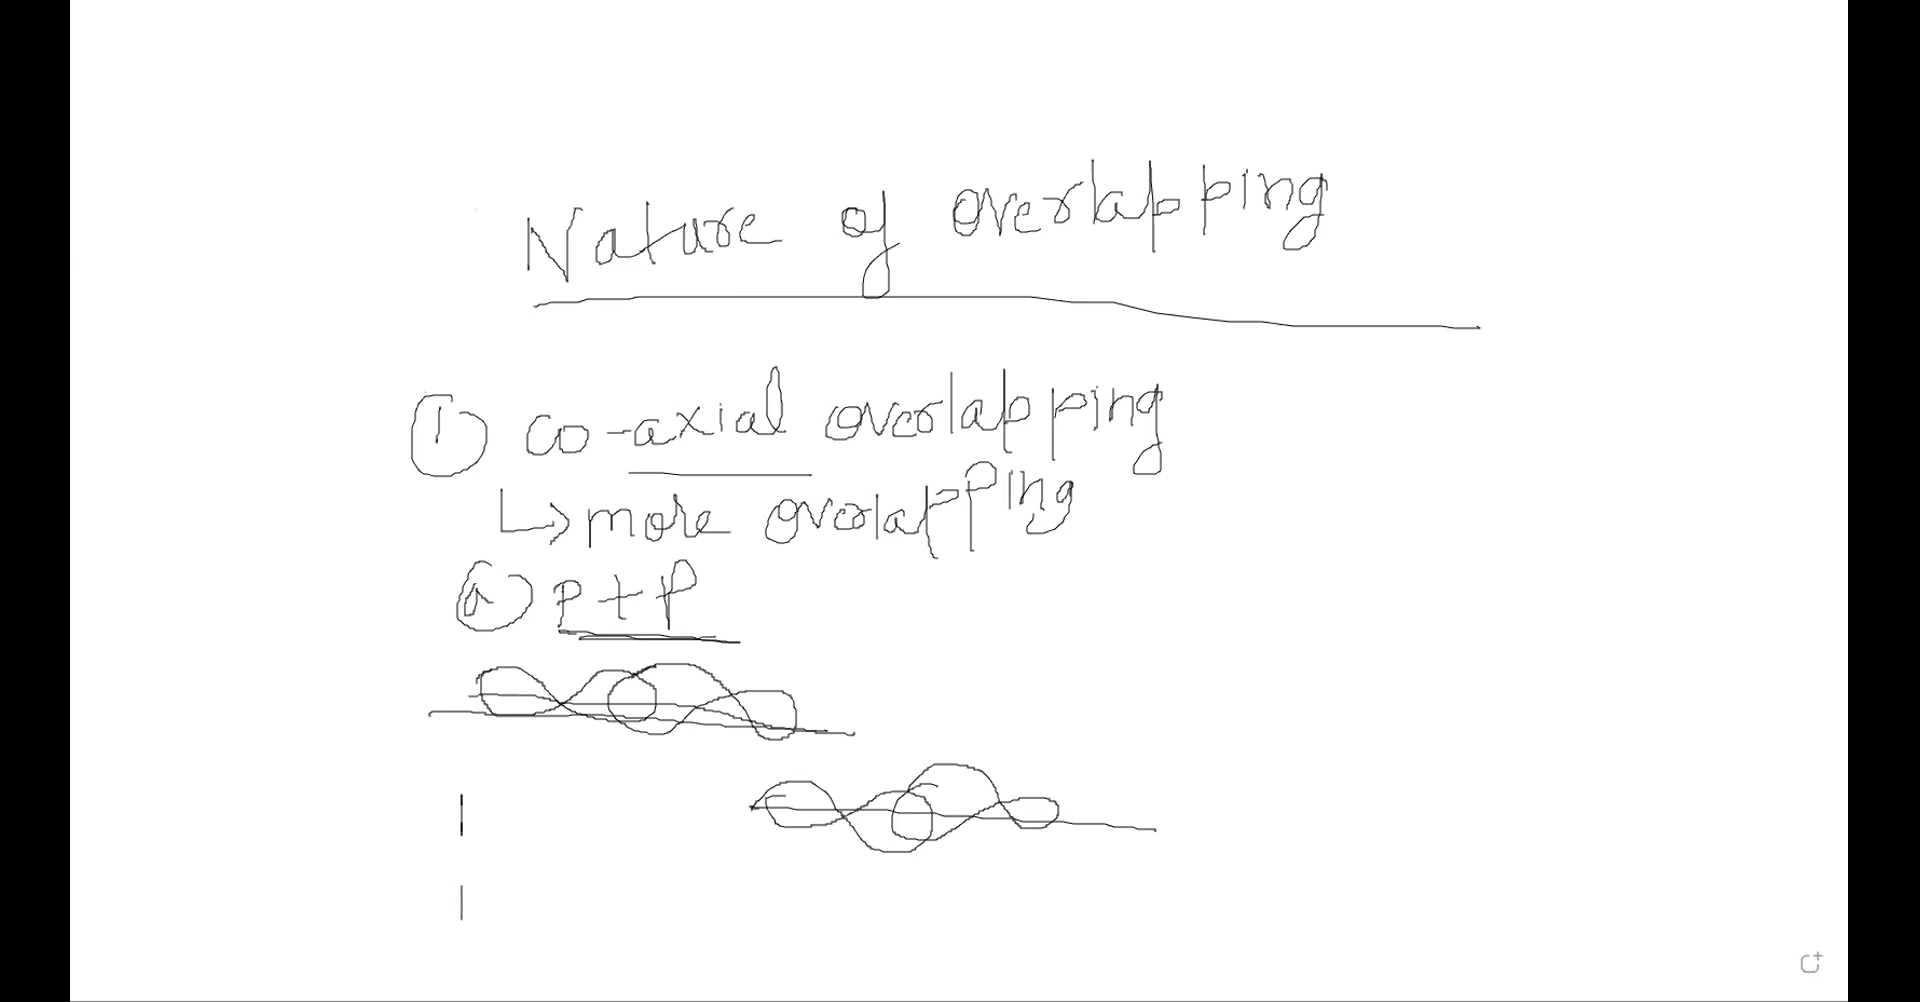 Nature of overlapping
① co-axial overlapping
↳ more overlapping
ⓐ P+P